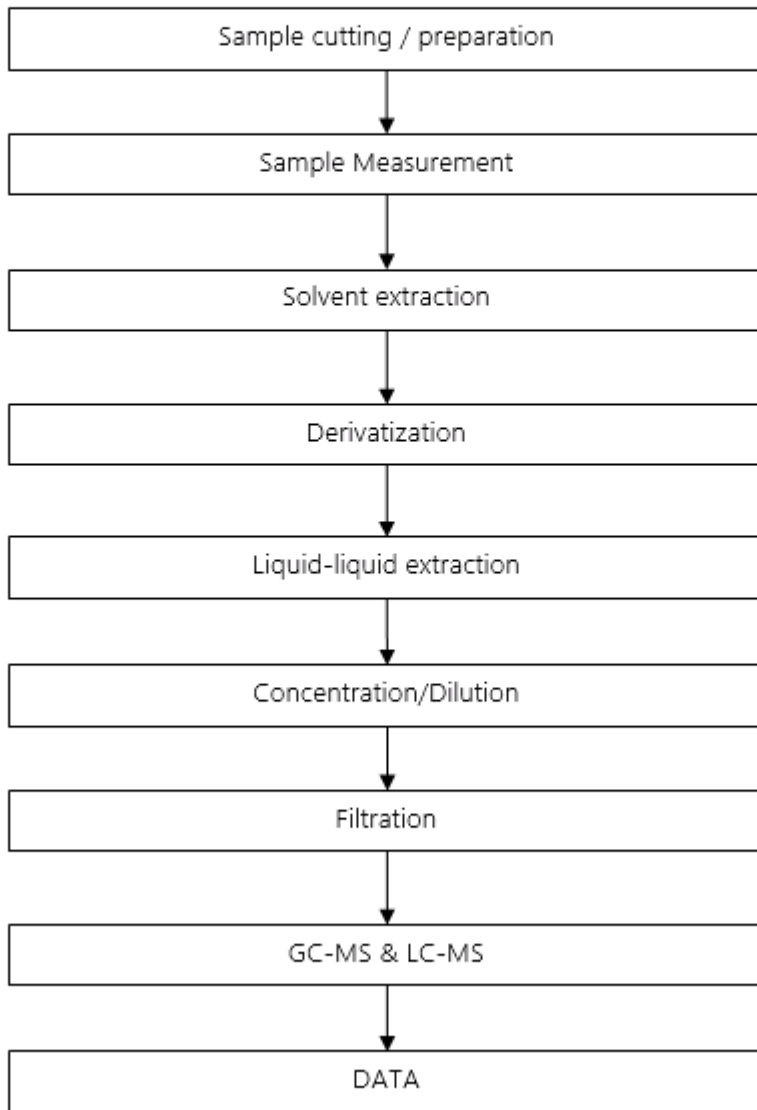 Sample cutting / preparation
Sample Measurement
Solvent extraction
Derivatization
Liquid-liquid extraction
Concentration/Dilution
Filtration
GC-MS & LC-MS
DATA